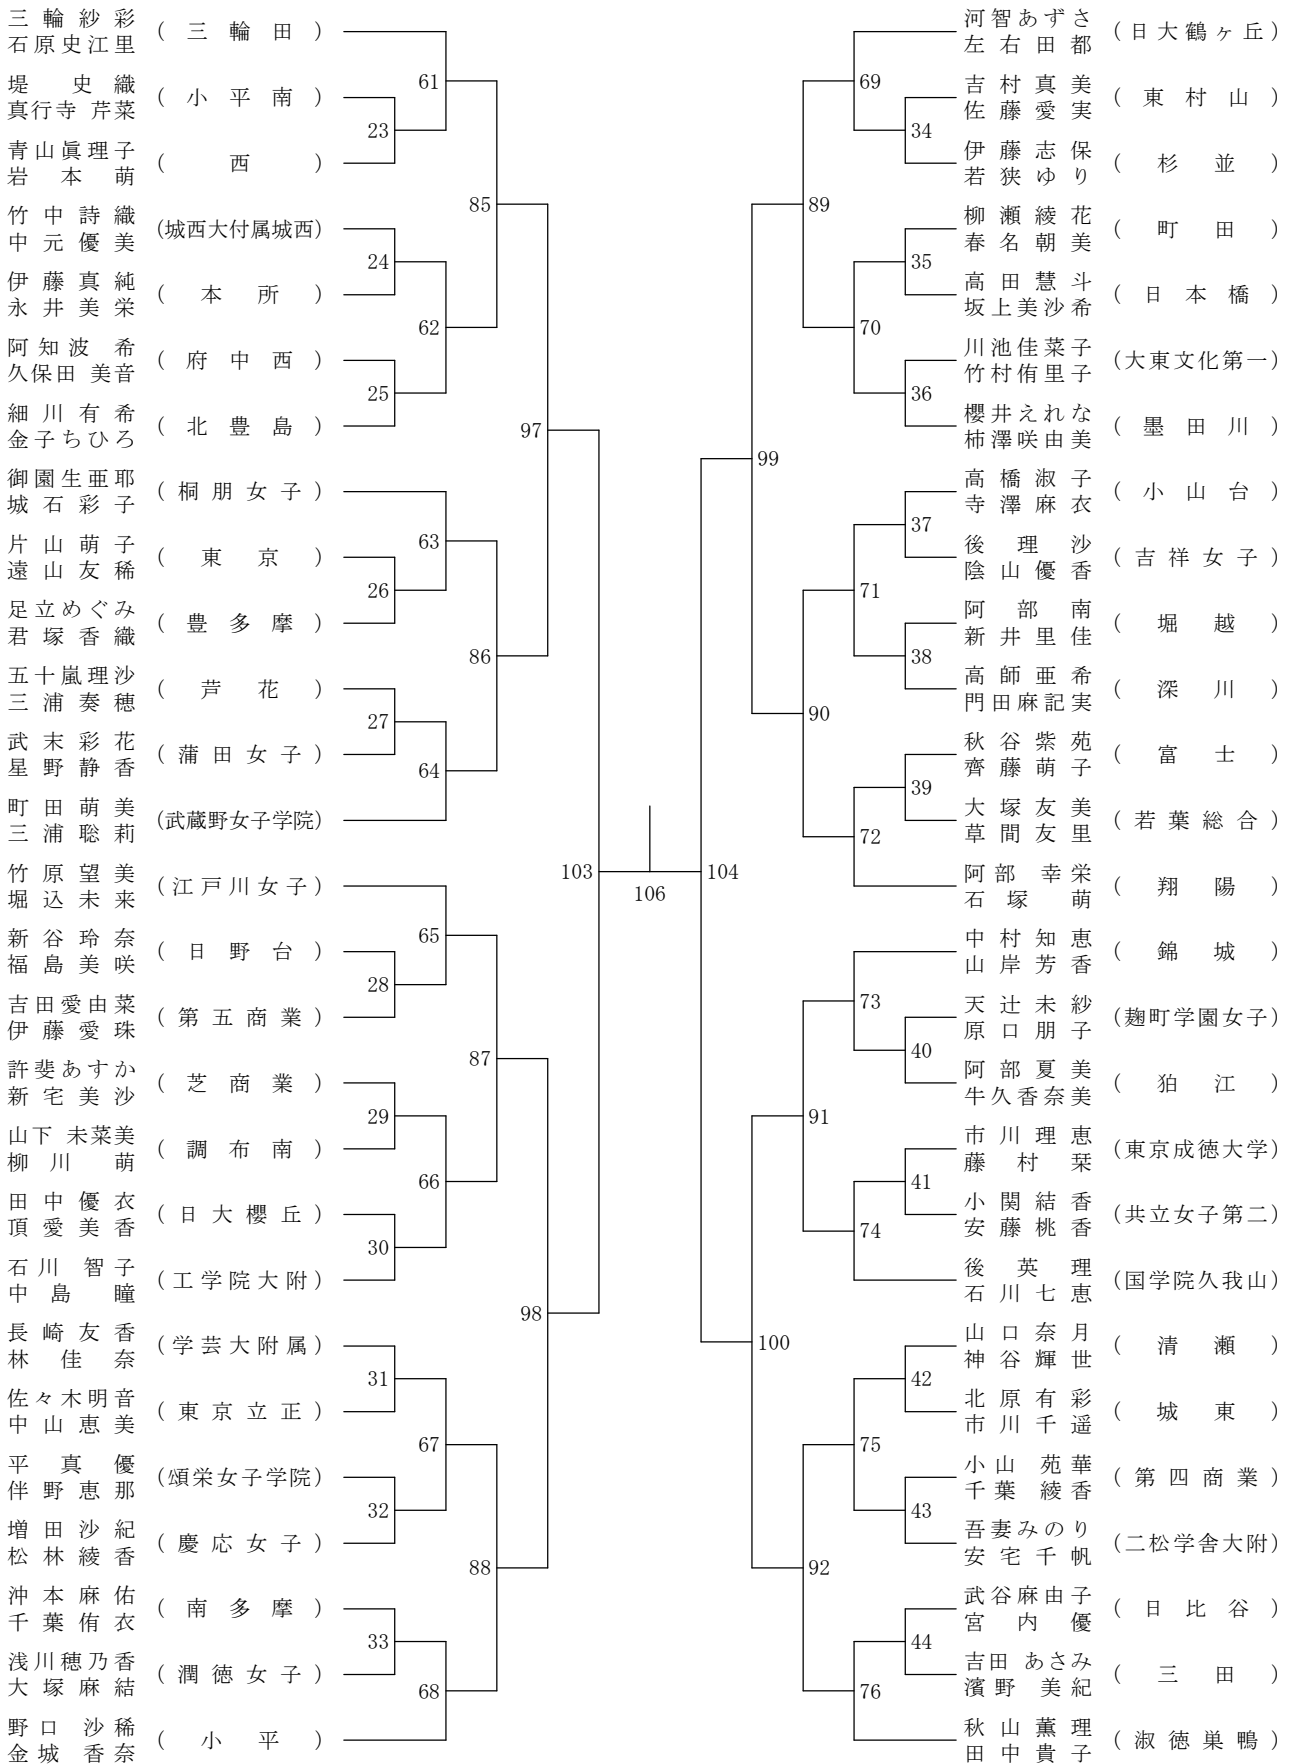 三輪紗彩
石原史江里
(三輪田)
堤史織
真行寺 芹菜
(小平南)
青山眞理子
岩本萌
(西)
竹中詩織
中元優美
(城西大付属城西)
伊藤真純
永井美栄
(本所)
阿知波 希
久保田 美音
(府中西)
細川有希
金子ちひろ
(北豊島)
御園生亜耶
城石彩子
(桐朋女子)
片山萌子
遠山友稀
(東京)
足立めぐみ
君塚香織
(豊多摩)
五十嵐理沙
三浦奏穂
(芦花)
武末彩花
星野静香
(蒲田女子)
町田萌美
三浦聡莉
(武蔵野女子学院)
竹原望美
堀込未来
(江戸川女子)
新谷玲奈
福島美咲
(日野台)
吉田愛由菜
伊藤愛珠
(第五商業)
許斐あすか
新宅美沙
(芝商業)
山下 未菜美
柳川萌
(調布南)
田中優衣
頂愛美香
(日大櫻丘)
石川 智子
中島瞳
(工学院大附)
長崎友香
林佳奈
(学芸大附属)
佐々木明音
中山恵美
(東京立正)
平真優
伴野恵那
(頌栄女子学院)
増田沙紀
松林綾香
(慶応女子)
沖本麻佑
千葉侑衣
(南多摩)
浅川穂乃香
大塚麻結
(潤徳女子)
野口 沙稀
金城 香奈
(小平)
61
23
85
24
62
25
97
63
26
86
27
64
103
65
28
87
29
66
30
98
31
67
32
88
33
68
106
104
69
34
89
35
70
36
99
37
71
38
90
39
72
73
40
91
41
74
100
42
75
43
92
44
76
河智あずさ
左右田都
(日大鶴ヶ丘)
吉村真美
佐藤愛実
(東村山)
伊藤志保
若狭ゆり
(杉並)
柳瀬綾花
春名朝美
(町田)
高田慧斗
坂上美沙希
(日本橋)
川池佳菜子
竹村侑里子
(大東文化第一)
櫻井えれな
柿澤咲由美
(墨田川)
高橋淑子
寺澤麻衣
(小山台)
後理沙
陰山優香
(吉祥女子)
阿部南
新井里佳
(堀越)
高師亜希
門田麻記実
(深川)
秋谷紫苑
齊藤萌子
(富士)
大塚友美
草間友里
(若葉総合)
阿部 幸栄
石塚萌
(翔陽)
中村知恵
山岸芳香
(錦城)
天辻未紗
原口朋子
(麹町学園女子)
阿部夏美
牛久香奈美
(狛江)
市川理恵
藤村栞
(東京成徳大学)
小関結香
安藤桃香
(共立女子第二)
後英理
石川七恵
(国学院久我山)
山口奈月
神谷輝世
(清瀬)
北原有彩
市川千遥
(城東)
小山 苑華
千葉 綾香
(第四商業)
吾妻みのり
安宅千帆
(二松学舎大附)
武谷麻由子
宮内優
(日比谷)
吉田 あさみ
濱野 美紀
(三田)
秋山薫理
田中貴子
(淑徳巣鴨)